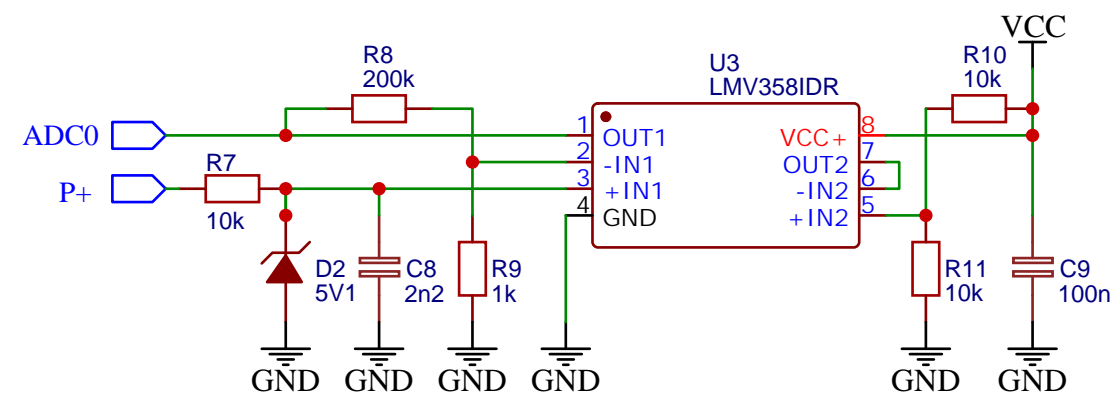 VCC
R8
200k
U3
LMV358IDR
R10
10k
ADC0
1
OUT1
VCC+
8
2
-IN1
OUT2
7
R7
P+
3
+IN1
-IN2
6
10k
4
GND
+IN2
5
D2
5V1
C8
2n2
R9
1k
R11
10k
C9
100n
GND
GND
GND
GND
GND
GND